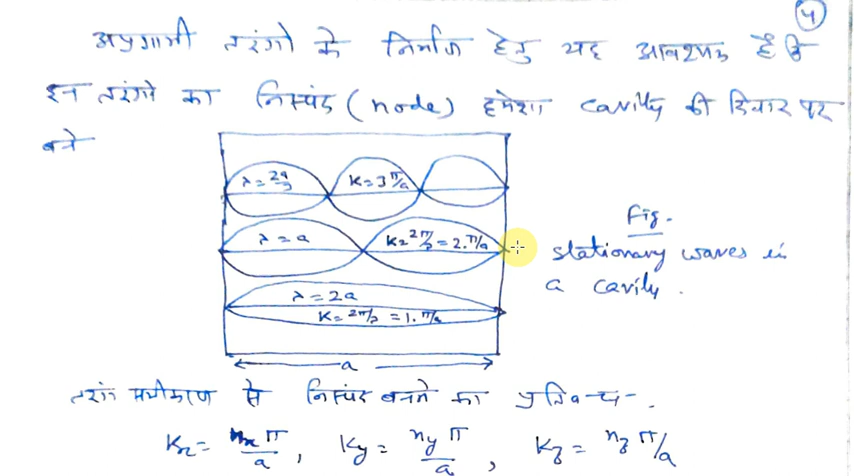 4
अप्रगामी तरंगो के निर्माण हेतु यह आवश्यक है कि
इन तरंगो का निस्पंद (node) हमेशा cavity की दिवार पर
बने
λ = 2a/3 K = 3π/a
λ = a K = 2π/λ = 2.π/a
λ = 2a
K = 2π/λ = 1.π/a
a
Fig.
stationary waves in
a cavity.
तरंग समीकरण से निस्पंद बनने का प्रतिबन्ध -
Kx = nxπ/a, Ky = nyπ/a, Kz = nzπ/a